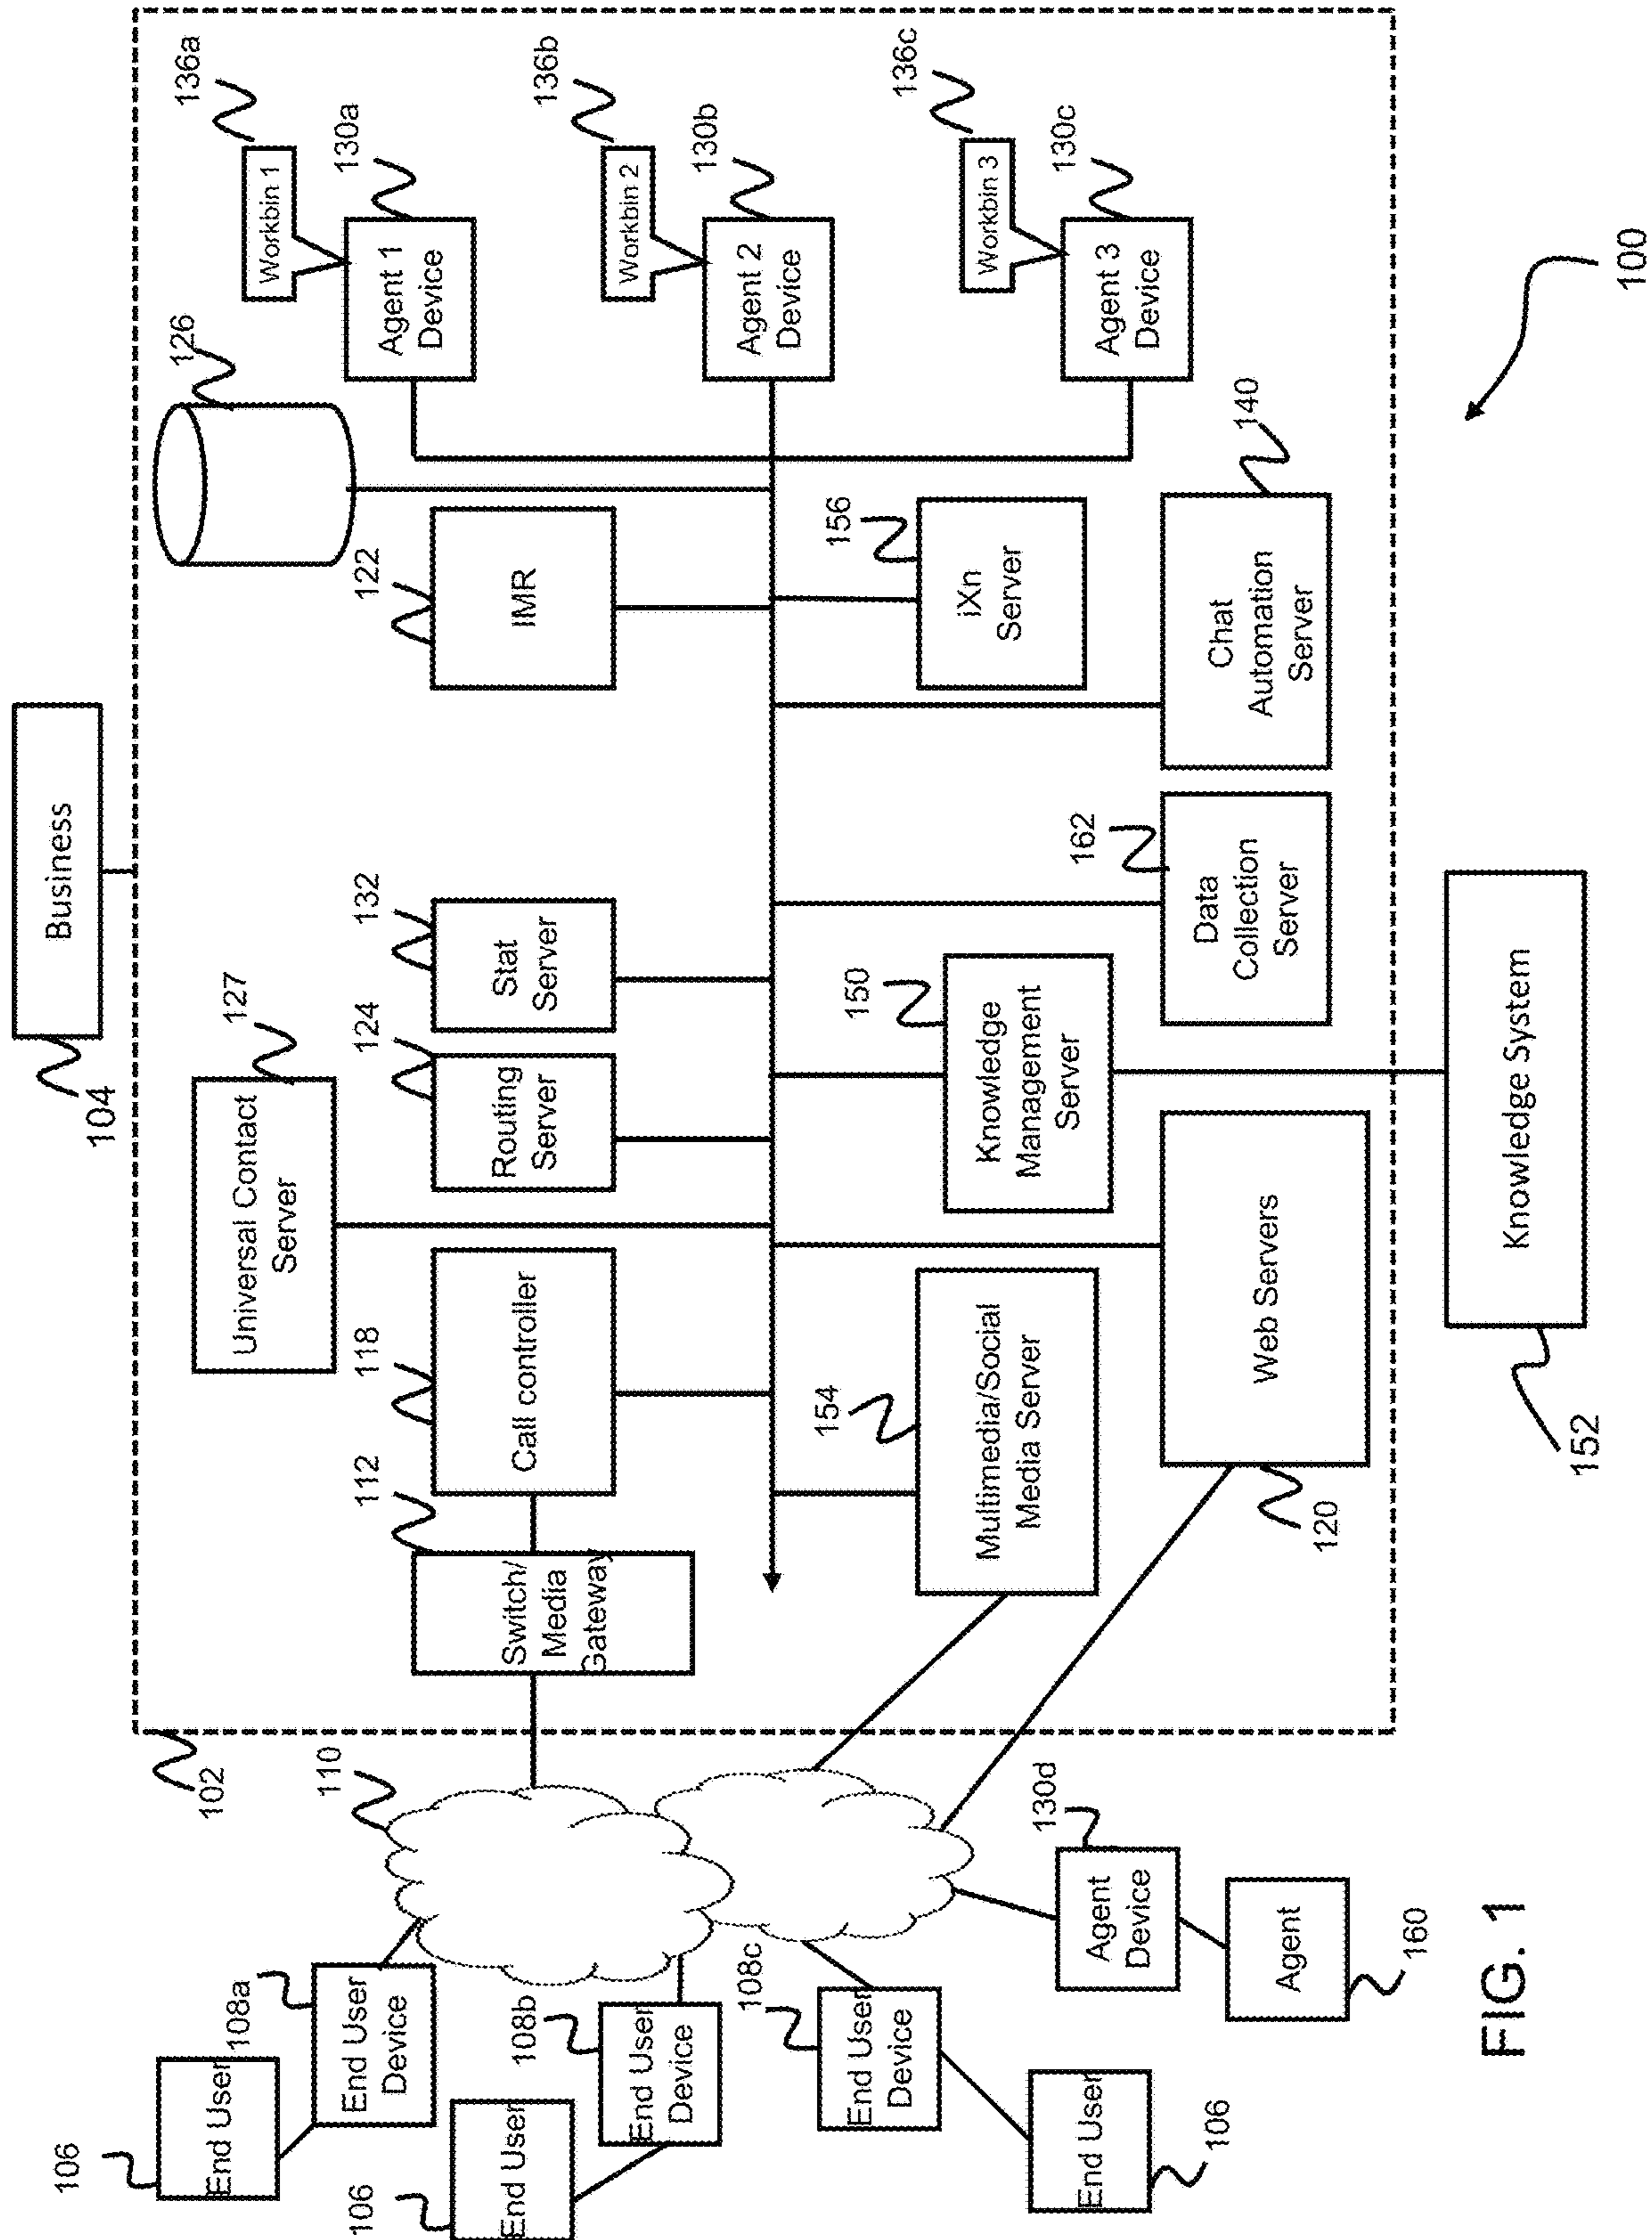 Business
104
Universal Contact
Server
127
126
136a
Workbin 1
130a
Agent 1
Device
136b
Workbin 2
130b
Agent 2
Device
136c
Workbin 3
130c
Agent 3
Device
102
110
112
Switch/
Media
Gateway
118
Call controller
124
Routing
Server
132
Stat
Server
122
IMR
154
Multimedia/Social
Media Server
150
Knowledge
Management
Server
156
iXn
Server
120
Web Servers
162
Data
Collection
Server
140
Chat
Automation
Server
106
End User
108a
End User
Device
106
End User
108b
End User
Device
108c
End User
Device
End User
106
130d
Agent
Device
Agent
160
152
Knowledge System
100
FIG. 1